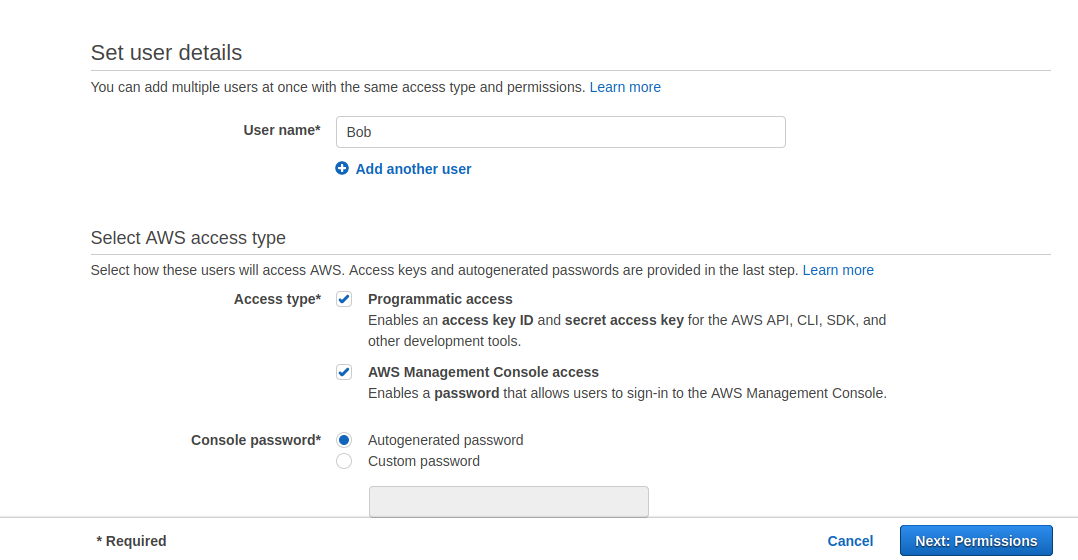 Set user details
You can add multiple users at once with the same access type and permissions. Learn more
User name* Bob
Add another user
Select AWS access type
Select how these users will access AWS. Access keys and autogenerated passwords are provided in the last step. Learn more
Access type* Programmatic access
Enables an access key ID and secret access key for the AWS API, CLI, SDK, and
other development tools.
AWS Management Console access
Enables a password that allows users to sign-in to the AWS Management Console.
Console password* Autogenerated password
Custom password
* Required Cancel Next: Permissions